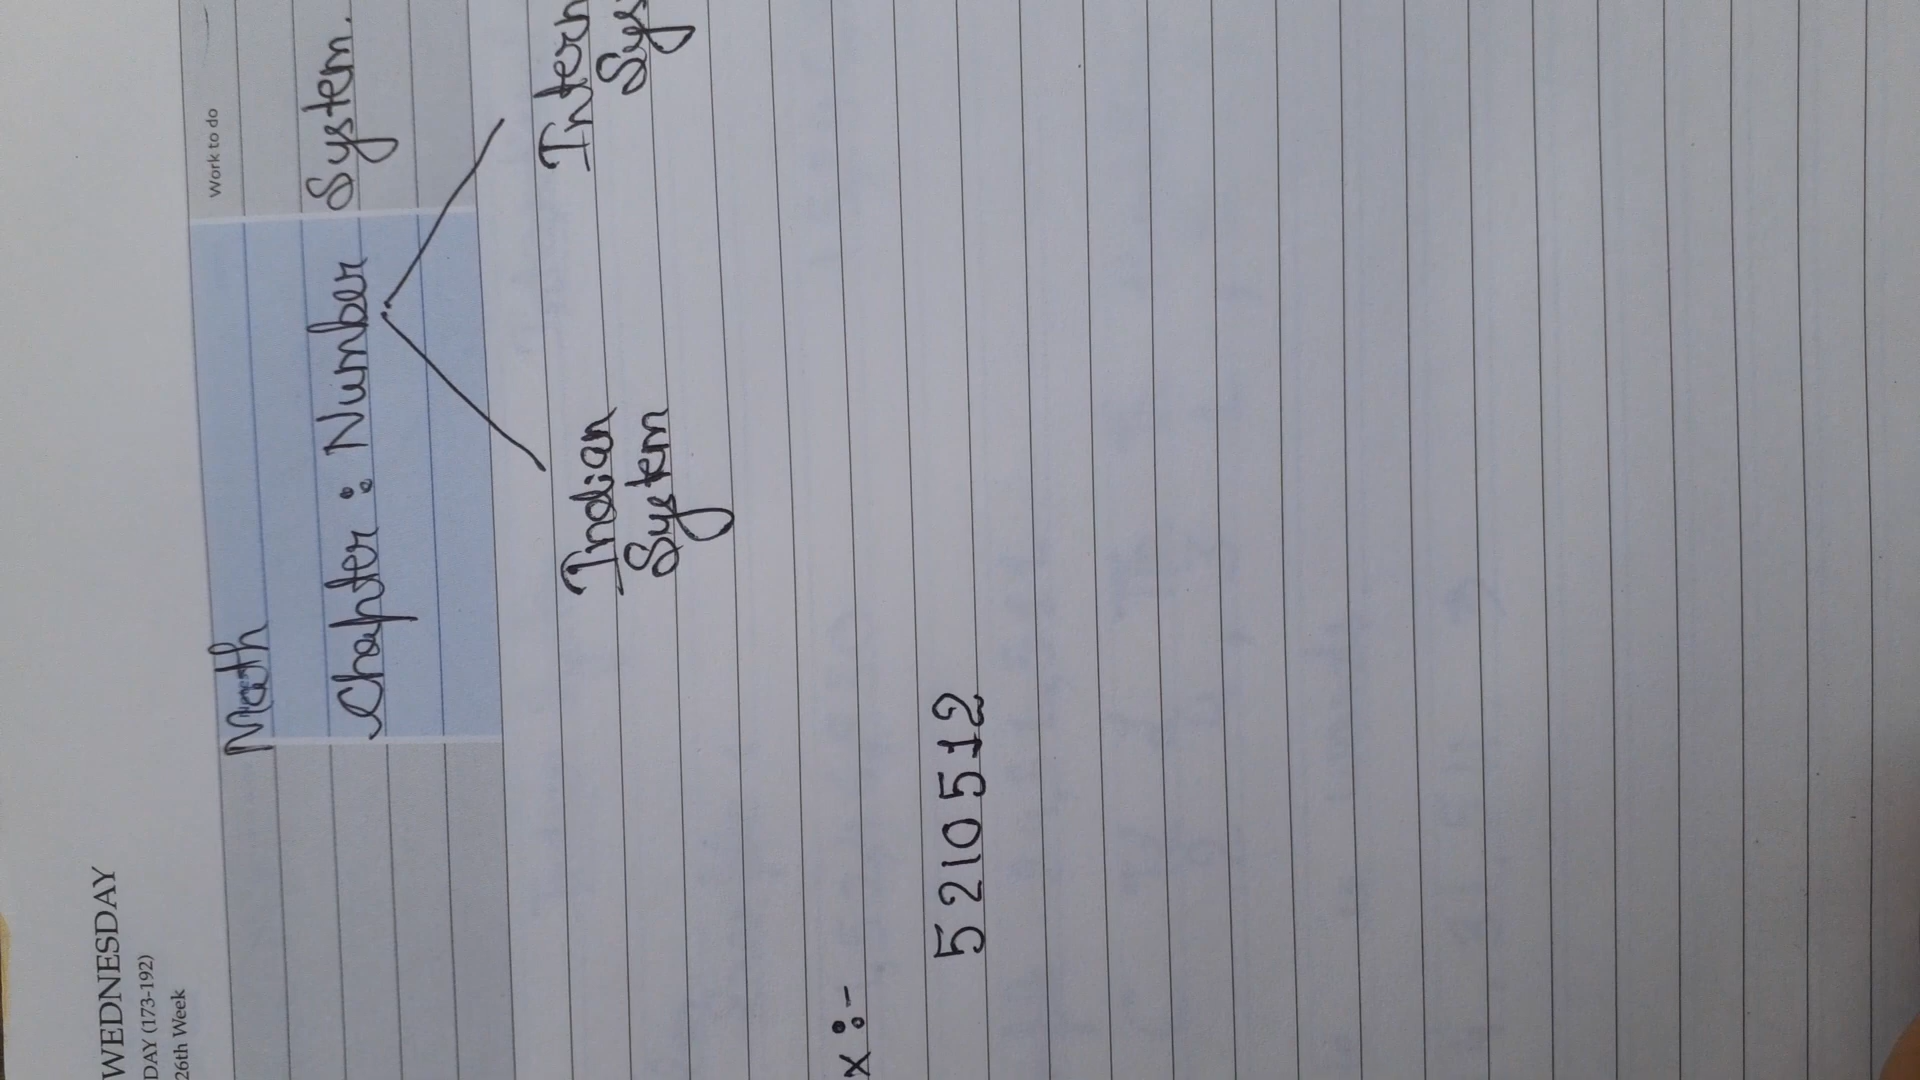 WEDNESDAY
DAY (173-192)
26th Week
Work to do
Math
Chapter : Number System.
Indian
System
x :-
5210512